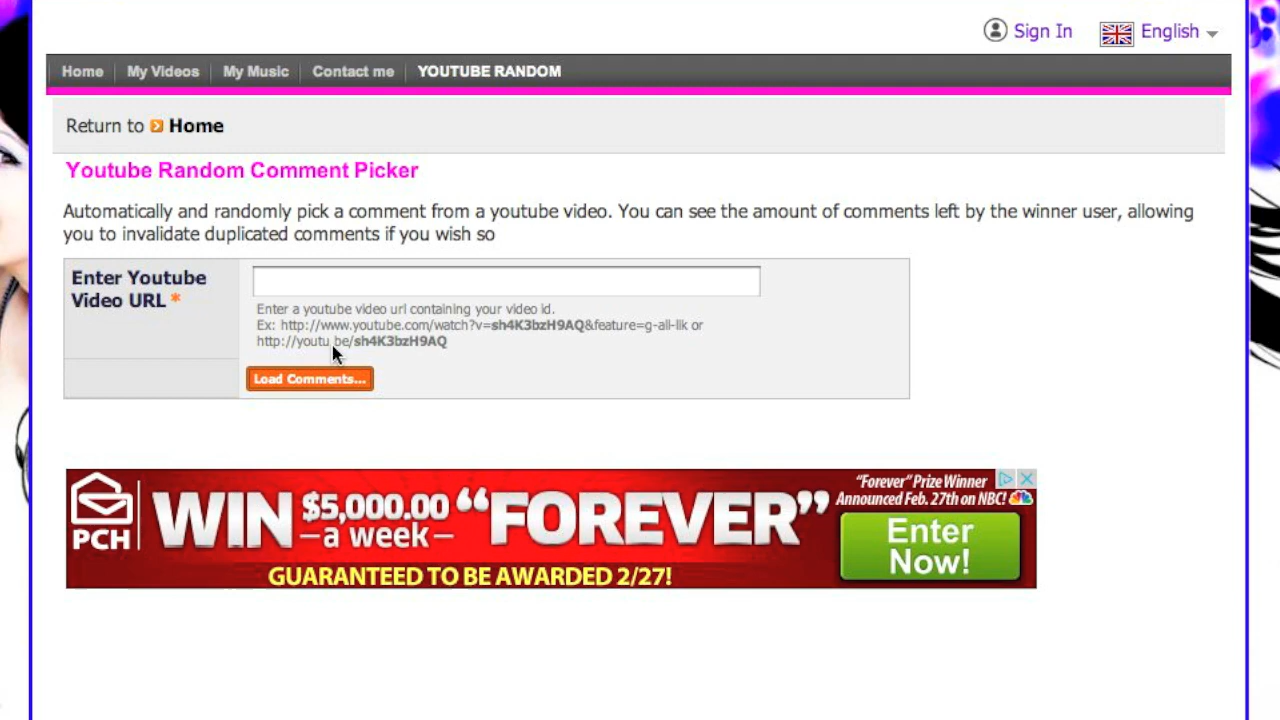 Sign In English
Home My Videos My Music Contact me YOUTUBE RANDOM
Return to Home
Youtube Random Comment Picker
Automatically and randomly pick a comment from a youtube video. You can see the amount of comments left by the winner user, allowing
you to invalidate duplicated comments if you wish so
Enter Youtube
Video URL *
Enter a youtube video url containing your video id.
Ex: http://www.youtube.com/watch?v=sh4K3bzH9AQ&feature=g-all-lik or
http://youtu.be/sh4K3bzH9AQ
Load Comments...
PCH
WIN $5,000.00 "FOREVER"
–a week–
GUARANTEED TO BE AWARDED 2/27!
"Forever" Prize Winner
Announced Feb. 27th on NBC!
Enter
Now!